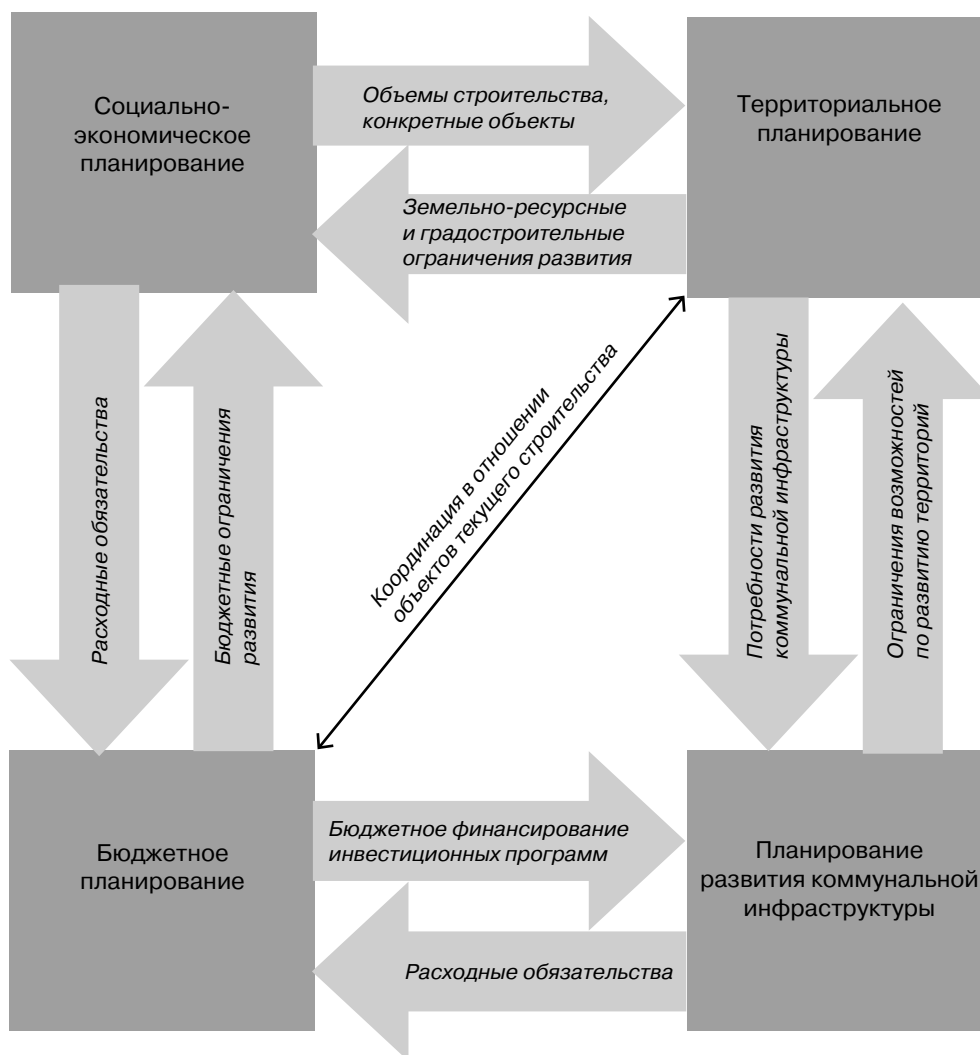 Социально-
экономическое
планирование
Объемы строительства,
конкретные объекты
Территориальное
планирование
Земельно-ресурсные
и градостроительные
ограничения развития
Расходные обязательства
Бюджетные ограничения
развития
Координация в отношении
объектов текущего строительства
Потребности развития
коммунальной инфраструктуры
Ограничения возможностей
по развитию территорий
Бюджетное
планирование
Бюджетное финансирование
инвестиционных программ
Планирование
развития коммунальной
инфраструктуры
Расходные обязательства